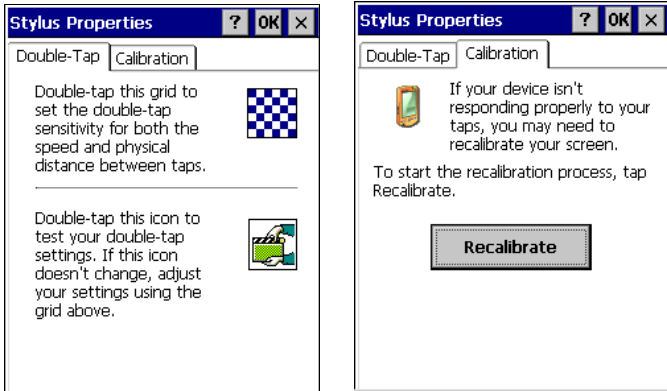 Stylus Properties ? OK ×
Double-Tap Calibration
Double-tap this grid to
set the double-tap
sensitivity for both the
speed and physical
distance between taps.
Double-tap this icon to
test your double-tap
settings. If this icon
doesn't change, adjust
your settings using the
grid above.
Stylus Properties ? OK ×
Double-Tap Calibration
If your device isn't
responding properly to your
taps, you may need to
recalibrate your screen.
To start the recalibration process, tap
Recalibrate.
Recalibrate